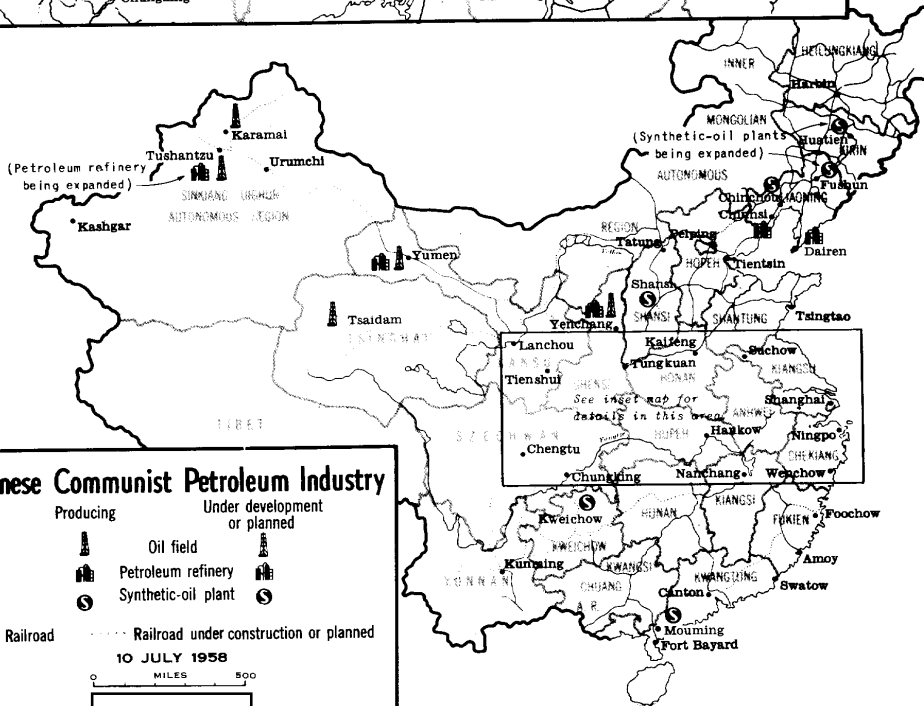 INNER
HEILUNGKIANG
Harbin
MONGOLIAN
(Synthetic-oil plants
being expanded)
Huatien
KIRIN
AUTONOMOUS
Fushun
Chinchou
LIAONING
Chinhsi
Dairen
Karamai
Tushantzu
Urumchi
(Petroleum refinery
being expanded)
SINKIANG UIGHUR
AUTONOMOUS REGION
Kashgar
REGION
Peiping
Tatung
HOPEH
Tientsin
Yumen
Shansi
SHANSI
SHANTUNG
Tsingtao
Tsaidam
TSINGHAI
Yenchang
Lanchou
KANSU
Kaifeng
Suchow
Tungkuan
KIANGSU
Tienshui
SHENSI
HONAN
See inset map for
details in this area
Shanghai
ANHWEI
TIBET
SZECHWAN
HUPEH
Hankow
Ningpo
CHEKIANG
Chengtu
Chungking
Nanchang
Wenchow
Kweichow
HUNAN
KIANGSI
FUKIEN
Foochow
KWEICHOW
Amoy
Kunming
YUNNAN
KWANGSI
CHUANG
A. R.
KWANGTUNG
Canton
Swatow
Mouming
Fort Bayard
nese Communist Petroleum Industry
Producing
Under development
or planned
Oil field
Petroleum refinery
Synthetic-oil plant
S S
Railroad
Railroad under construction or planned
10 JULY 1958
0 MILES 500